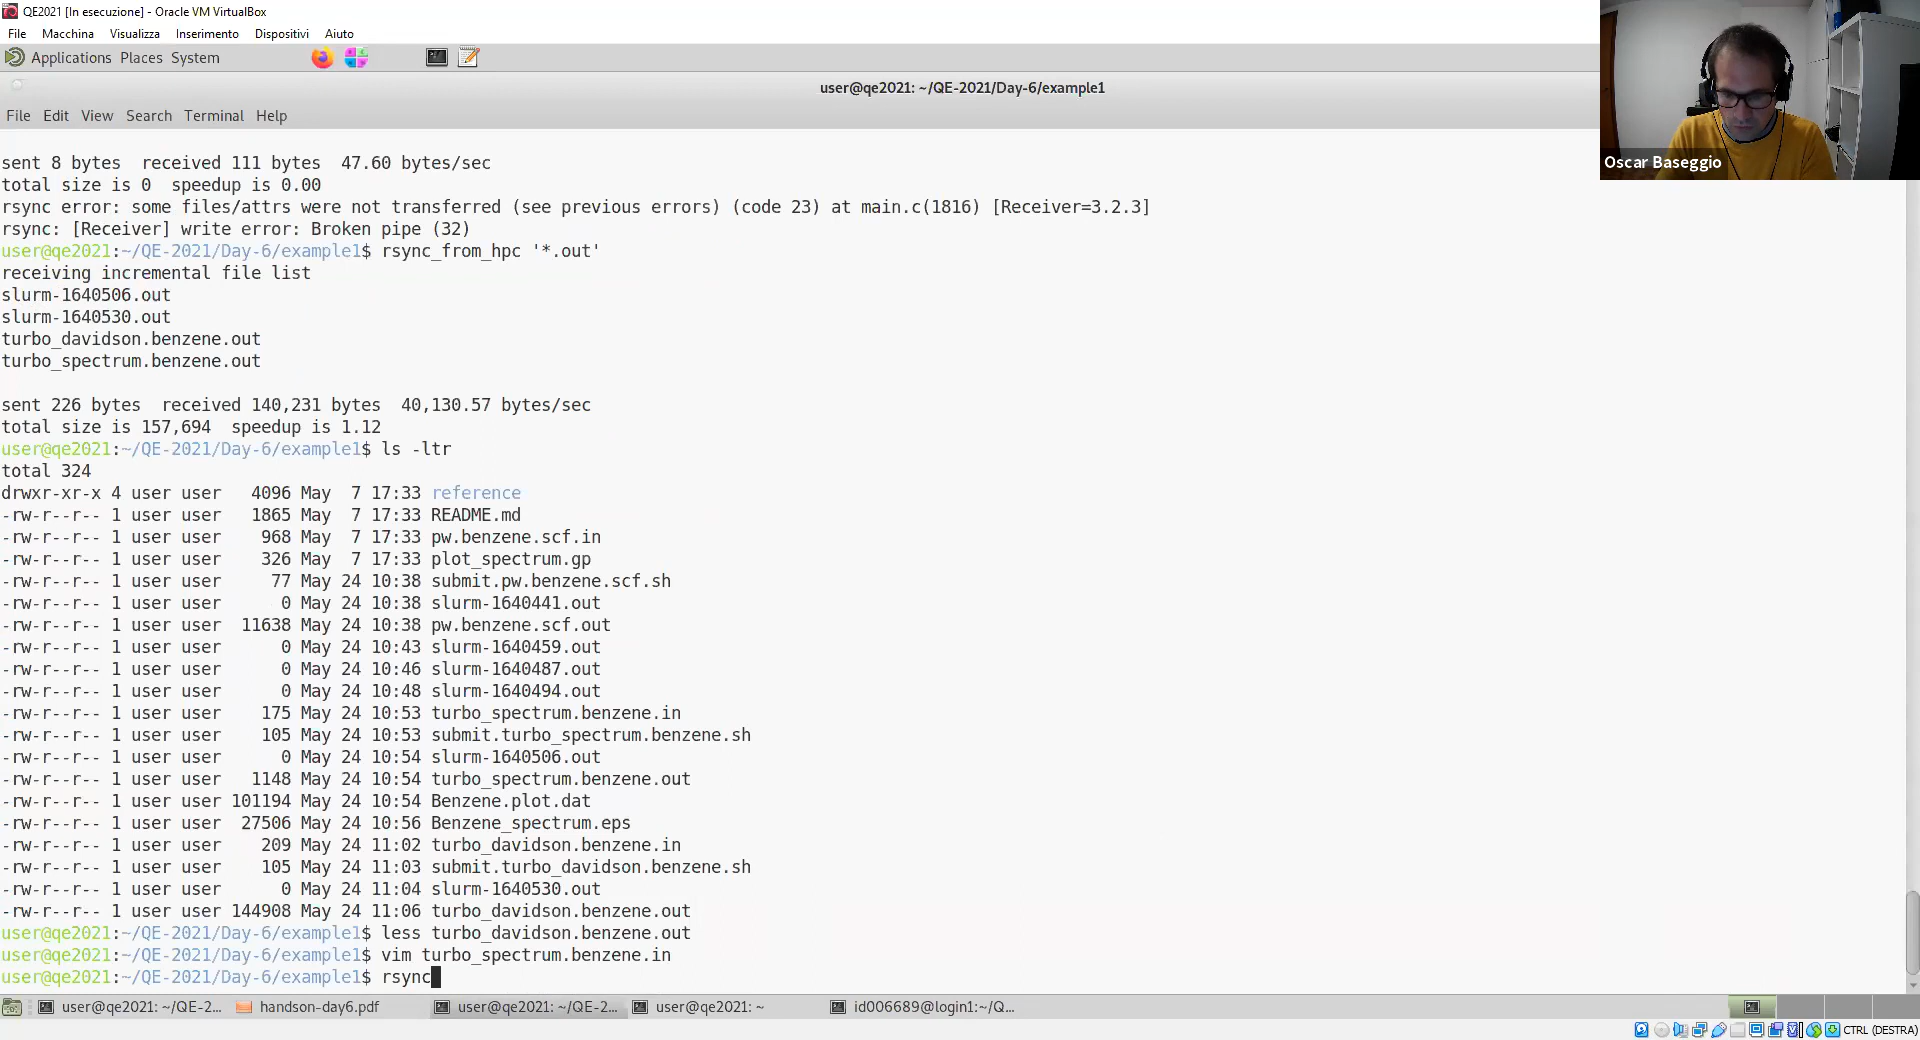 QE2021 [In esecuzione] - Oracle VM VirtualBox
File Macchina Visualizza Inserimento Dispositivi Aiuto
Applications Places System
user@qe2021: ~/QE-2021/Day-6/example1
File Edit View Search Terminal Help
Oscar Baseggio
sent 8 bytes  received 111 bytes  47.60 bytes/sec
total size is 0  speedup is 0.00
rsync error: some files/attrs were not transferred (see previous errors) (code 23) at main.c(1816) [Receiver=3.2.3]
rsync: [Receiver] write error: Broken pipe (32)
user@qe2021:~/QE-2021/Day-6/example1$ rsync_from_hpc '*.out'
receiving incremental file list
slurm-1640506.out
slurm-1640530.out
turbo_davidson.benzene.out
turbo_spectrum.benzene.out
sent 226 bytes  received 140,231 bytes  40,130.57 bytes/sec
total size is 157,694  speedup is 1.12
user@qe2021:~/QE-2021/Day-6/example1$ ls -ltr
total 324
drwxr-xr-x 4 user user   4096 May  7 17:33 reference
-rw-r--r-- 1 user user   1865 May  7 17:33 README.md
-rw-r--r-- 1 user user    968 May  7 17:33 pw.benzene.scf.in
-rw-r--r-- 1 user user    326 May  7 17:33 plot_spectrum.gp
-rw-r--r-- 1 user user     77 May 24 10:38 submit.pw.benzene.scf.sh
-rw-r--r-- 1 user user      0 May 24 10:38 slurm-1640441.out
-rw-r--r-- 1 user user  11638 May 24 10:38 pw.benzene.scf.out
-rw-r--r-- 1 user user      0 May 24 10:43 slurm-1640459.out
-rw-r--r-- 1 user user      0 May 24 10:46 slurm-1640487.out
-rw-r--r-- 1 user user      0 May 24 10:48 slurm-1640494.out
-rw-r--r-- 1 user user    175 May 24 10:53 turbo_spectrum.benzene.in
-rw-r--r-- 1 user user    105 May 24 10:53 submit.turbo_spectrum.benzene.sh
-rw-r--r-- 1 user user      0 May 24 10:54 slurm-1640506.out
-rw-r--r-- 1 user user   1148 May 24 10:54 turbo_spectrum.benzene.out
-rw-r--r-- 1 user user 101194 May 24 10:54 Benzene.plot.dat
-rw-r--r-- 1 user user  27506 May 24 10:56 Benzene_spectrum.eps
-rw-r--r-- 1 user user    209 May 24 11:02 turbo_davidson.benzene.in
-rw-r--r-- 1 user user    105 May 24 11:03 submit.turbo_davidson.benzene.sh
-rw-r--r-- 1 user user      0 May 24 11:04 slurm-1640530.out
-rw-r--r-- 1 user user 144908 May 24 11:06 turbo_davidson.benzene.out
user@qe2021:~/QE-2021/Day-6/example1$ less turbo_davidson.benzene.out
user@qe2021:~/QE-2021/Day-6/example1$ vim turbo_spectrum.benzene.in
user@qe2021:~/QE-2021/Day-6/example1$ rsync
user@qe2021: ~/QE-2... handson-day6.pdf user@qe2021: ~/QE-2... user@qe2021: ~ id006689@login1:~/Q...
CTRL (DESTRA)